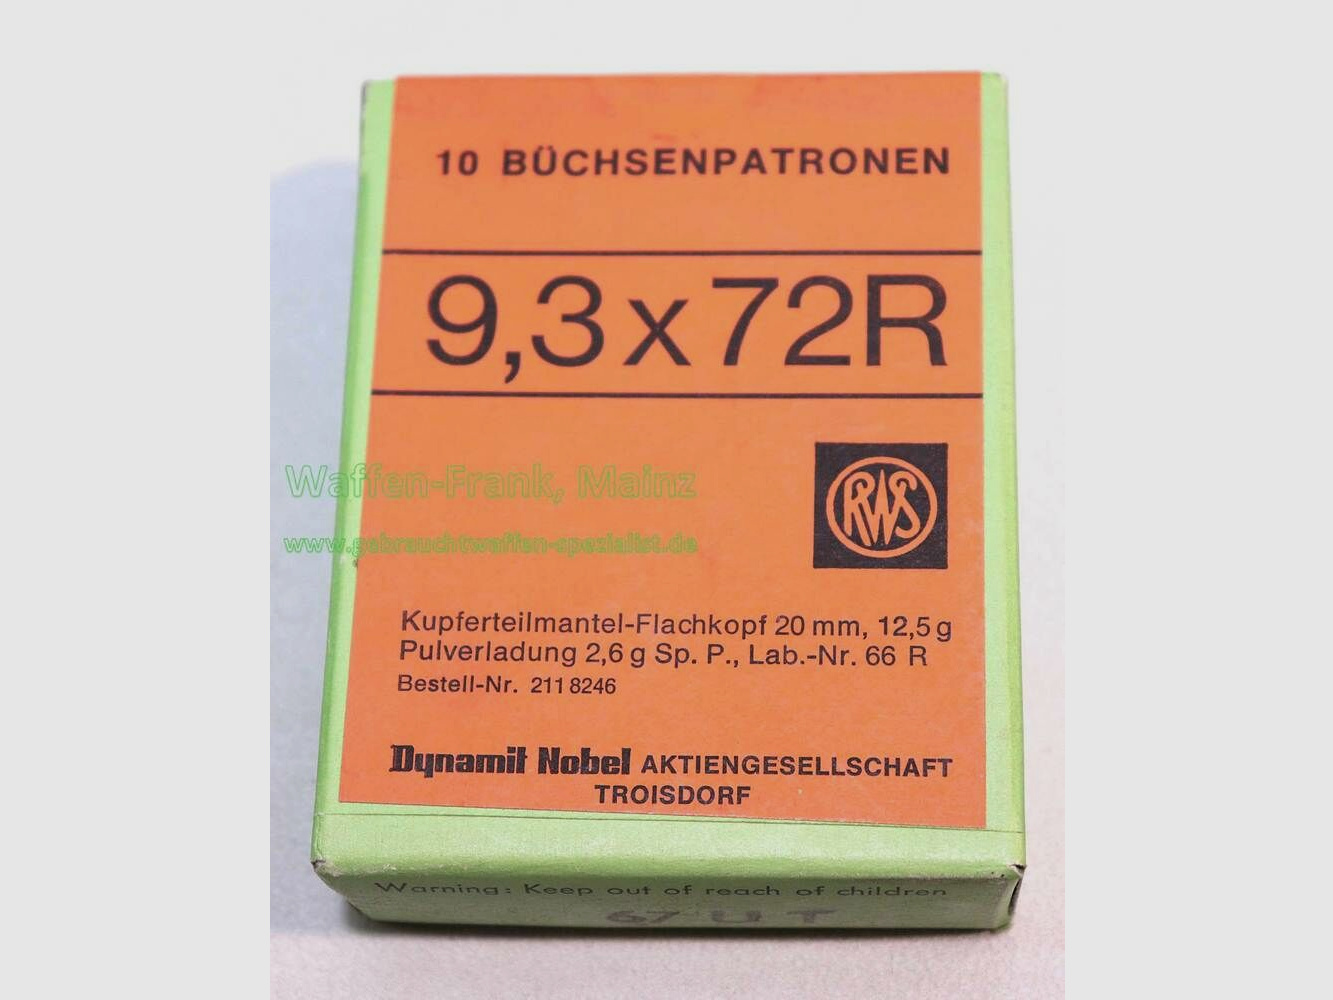 10 BÜCHSENPATRONEN
9,3x72R
RWS
Waffen-Frank, Mainz
www.gebrauchtwaffen-spezialist.de
Kupferteilmantel-Flachkopf 20 mm, 12,5 g
Pulverladung 2,6 g Sp. P., Lab.-Nr. 66 R
Bestell-Nr. 211 8246
Dynamit Nobel AKTIENGESELLSCHAFT
TROISDORF
Warning: Keep out of reach of children
67 U T